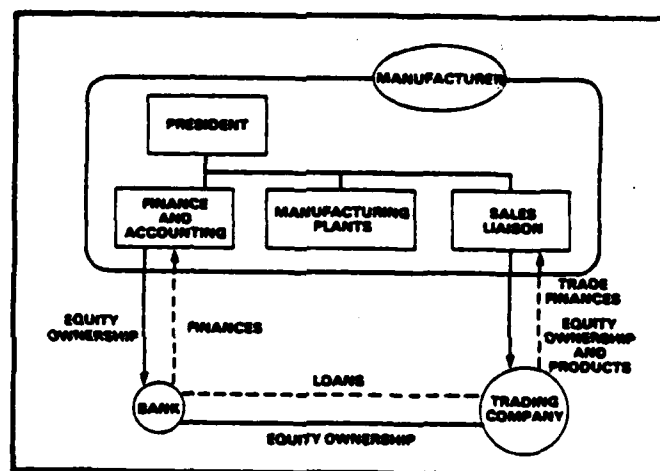 MANUFACTURER
PRESIDENT
FINANCE
AND
ACCOUNTING
MANUFACTURING
PLANTS
SALES
LIAISON
EQUITY
OWNERSHIP
FINANCES
TRADE
FINANCES
EQUITY
OWNERSHIP
AND
PRODUCTS
LOANS
BANK
TRADING
COMPANY
EQUITY OWNERSHIP